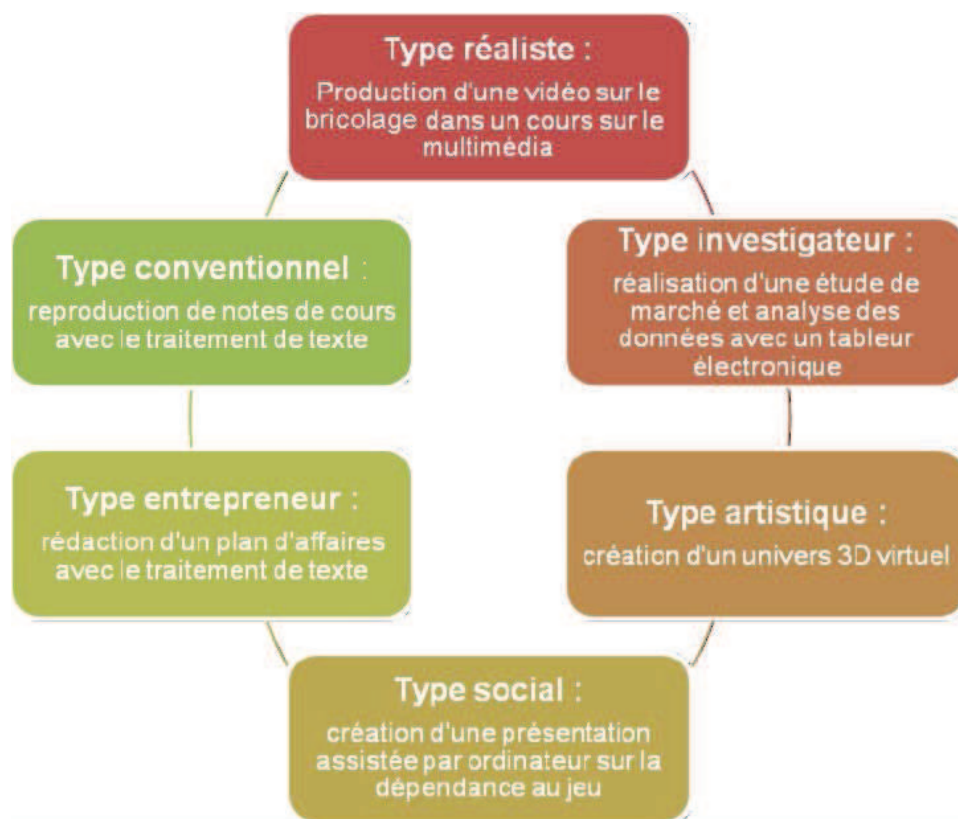 Type réaliste :
Production d'une vidéo sur le
bricolage dans un cours sur le
multimédia
Type investigateur :
réalisation d'une étude de
marché et analyse des
données avec un tableur
électronique
Type artistique :
création d'un univers 3D virtuel
Type social :
création d'une présentation
assistée par ordinateur sur la
dépendance au jeu
Type entrepreneur :
rédaction d'un plan d'affaires
avec le traitement de texte
Type conventionnel :
reproduction de notes de cours
avec le traitement de texte